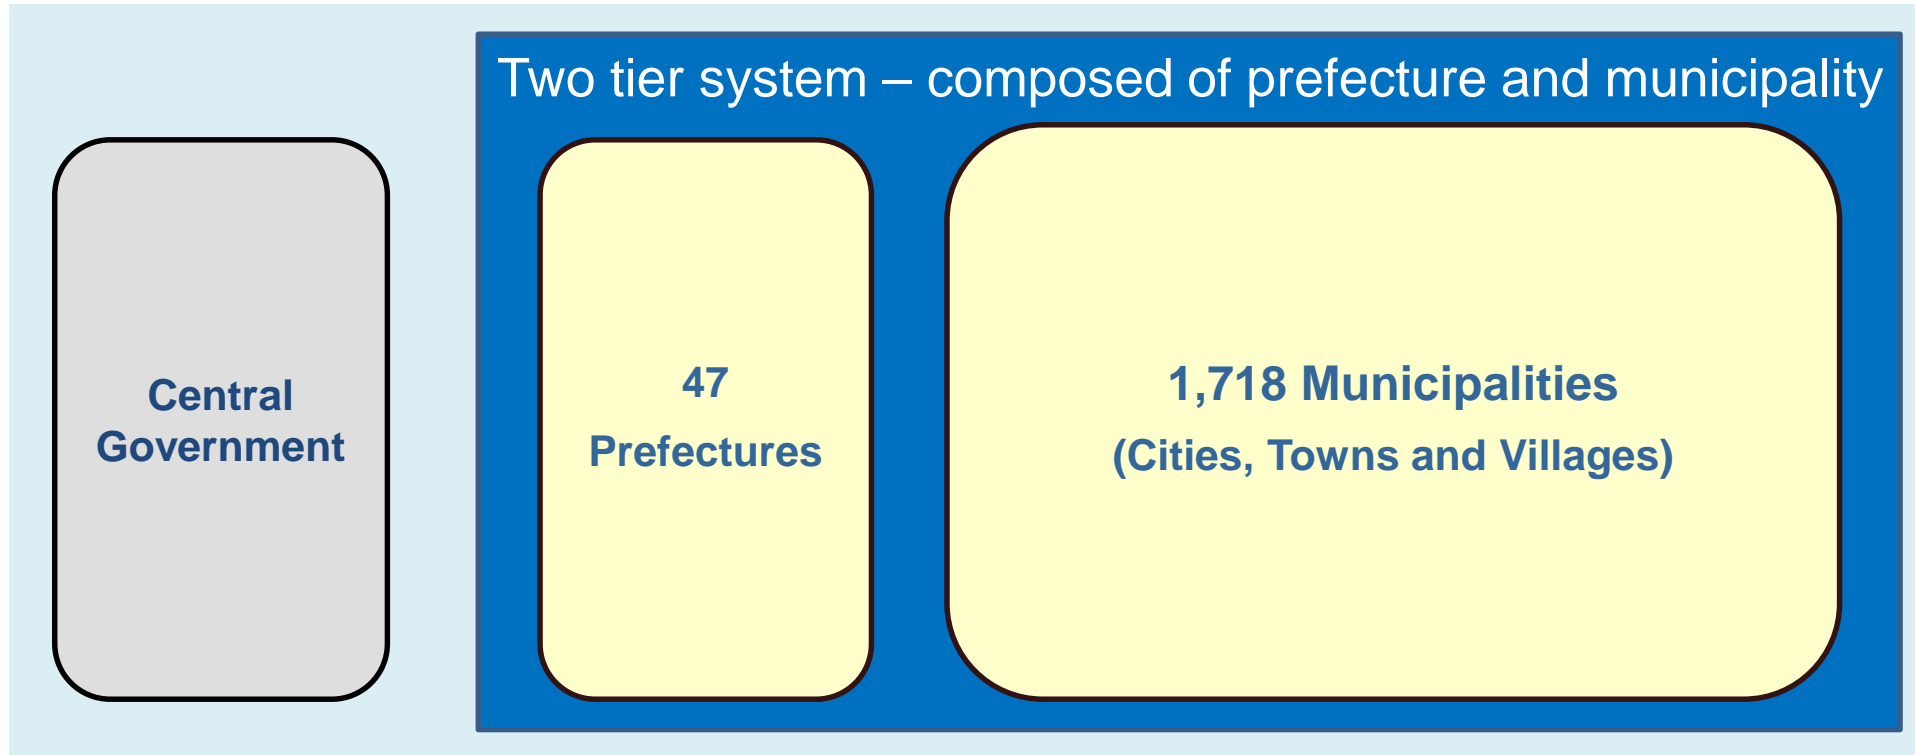 Two tier system – composed of prefecture and municipality
Central
Government
47
Prefectures
1,718 Municipalities
(Cities, Towns and Villages)